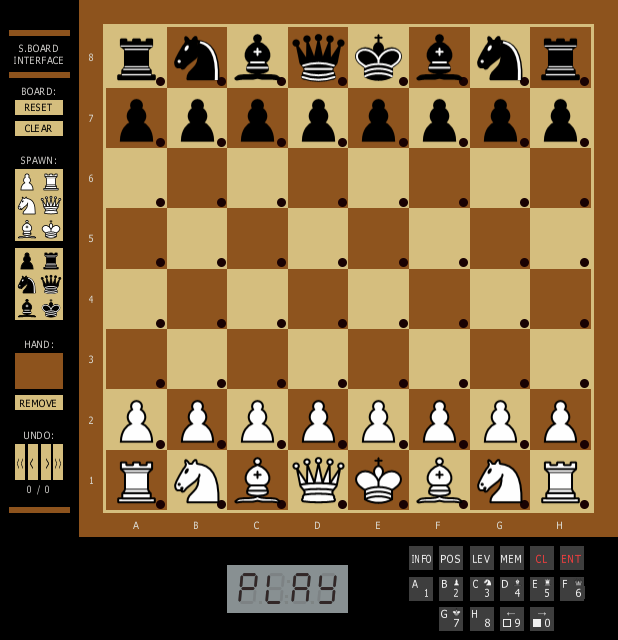 S.BOARD
INTERFACE
BOARD:
RESET
CLEAR
SPAWN:
HAND:
REMOVE
UNDO:
0 / 0
8
7
6
5
4
3
2
1
A B C D E F G H
PLAY
INFO POS LEV MEM CL ENT
A 1 B 2 C 3 D 4 E 5 F 6
G 7 H 8 ← 9 → 0